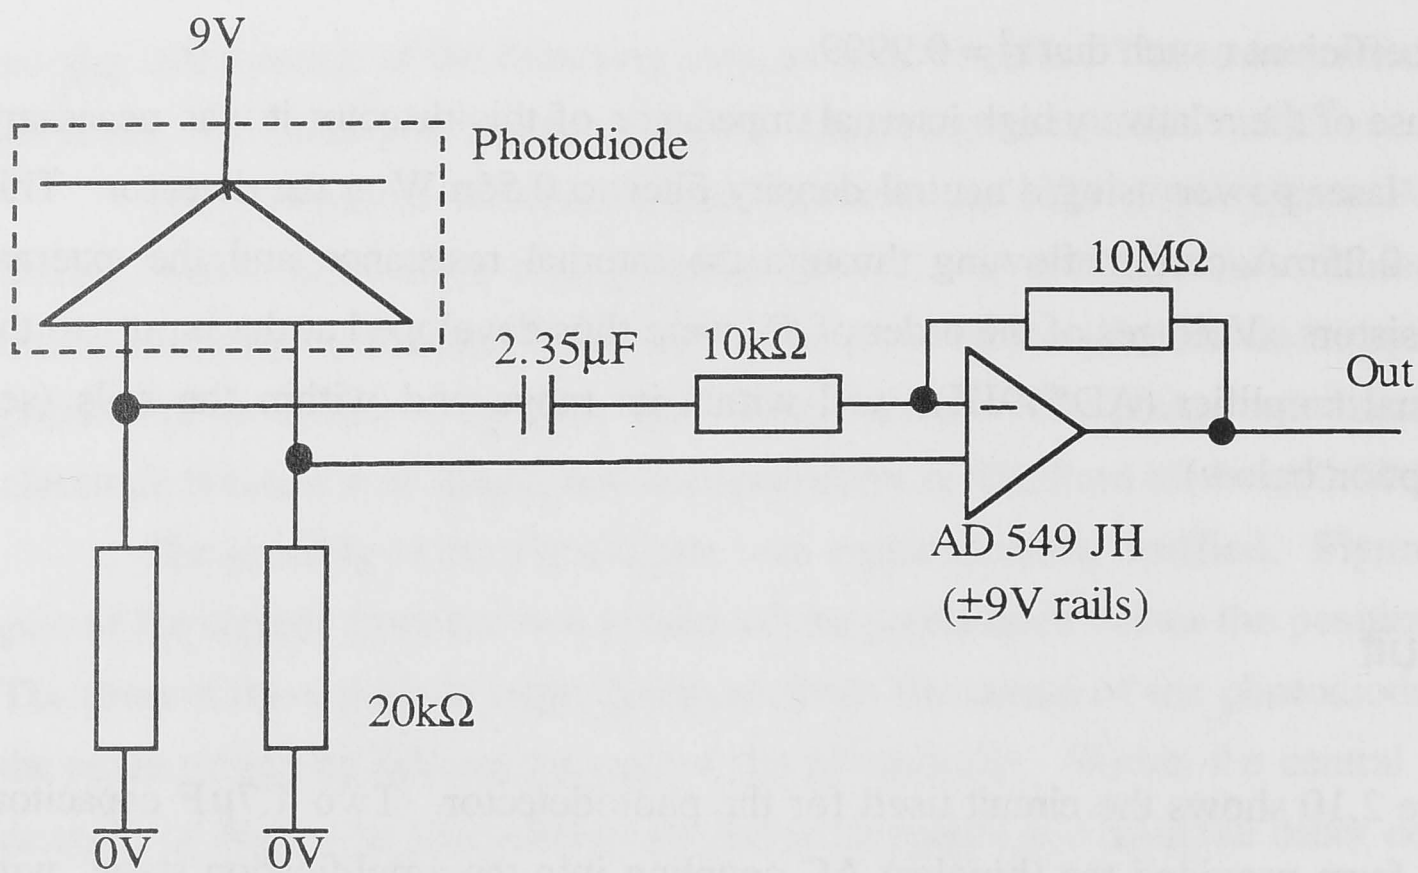 9V
Photodiode
2.35µF
10kΩ
10MΩ
Out
AD 549 JH
(±9V rails)
20kΩ
0V
0V